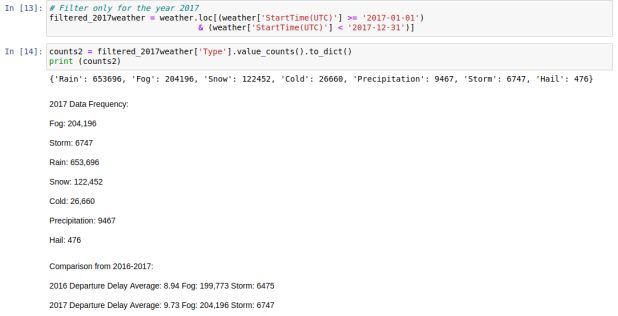 In [13]: # Filter only for the year 2017
filtered_2017weather = weather.loc[(weather['StartTime(UTC)'] >= '2017-01-01')
& (weather['StartTime(UTC)'] < '2017-12-31')]
In [14]: counts2 = filtered_2017weather['Type'].value_counts().to_dict()
print (counts2)
{'Rain': 653696, 'Fog': 204196, 'Snow': 122452, 'Cold': 26660, 'Precipitation': 9467, 'Storm': 6747, 'Hail': 476}
2017 Data Frequency:
Fog: 204,196
Storm: 6747
Rain: 653,696
Snow: 122,452
Cold: 26,660
Precipitation: 9467
Hail: 476
Comparison from 2016-2017:
2016 Departure Delay Average: 8.94 Fog: 199,773 Storm: 6475
2017 Departure Delay Average: 9.73 Fog: 204,196 Storm: 6747